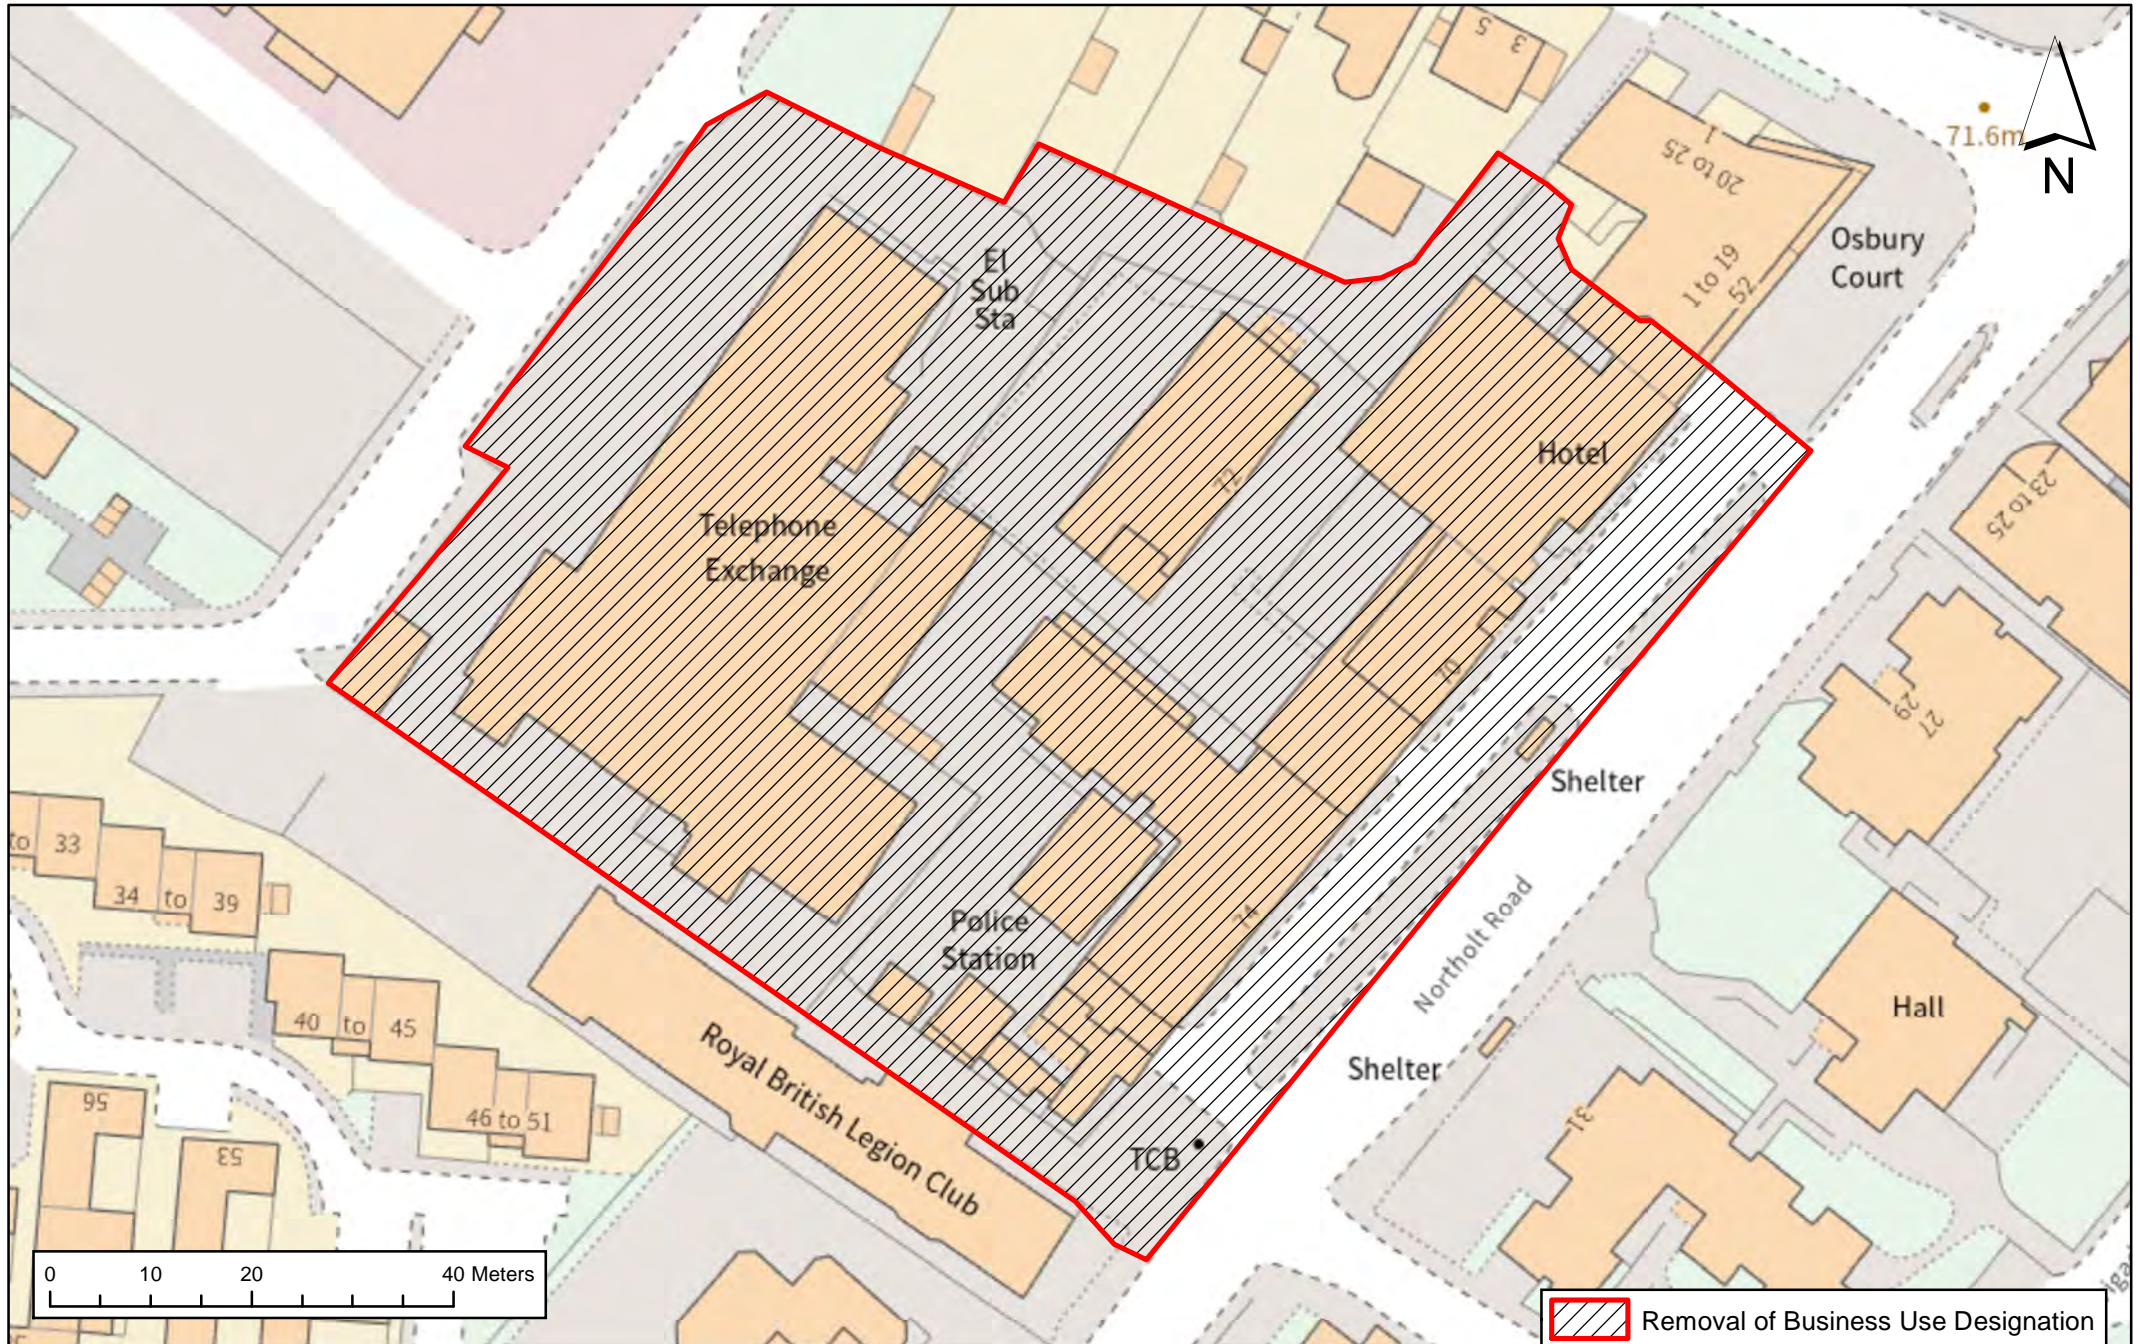 5
3
1
20 to 25
71.6m
N
Osbury
Court
1 to 19
52
El
Sub
Sta
Hotel
72
23 to 25
Telephone
Exchange
70
29
27
Shelter
to
33
34 to 39
74
Police
Station
Northolt Road
Hall
40 to 45
Royal British Legion Club
Shelter
56
46 to 51
31
53
TCB
0 10 20 40 Meters
Removal of Business Use Designation